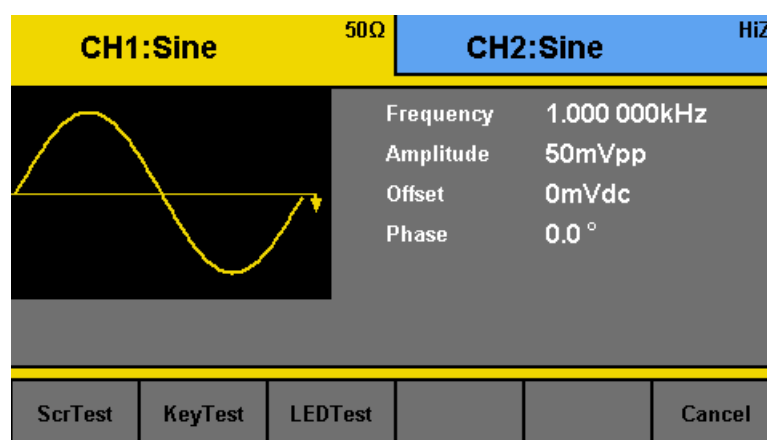 CH1:Sine 50Ω CH2:Sine HiZ
Frequency 1.000 000kHz
Amplitude 50mVpp
Offset 0mVdc
Phase 0.0 °
ScrTest KeyTest LEDTest Cancel